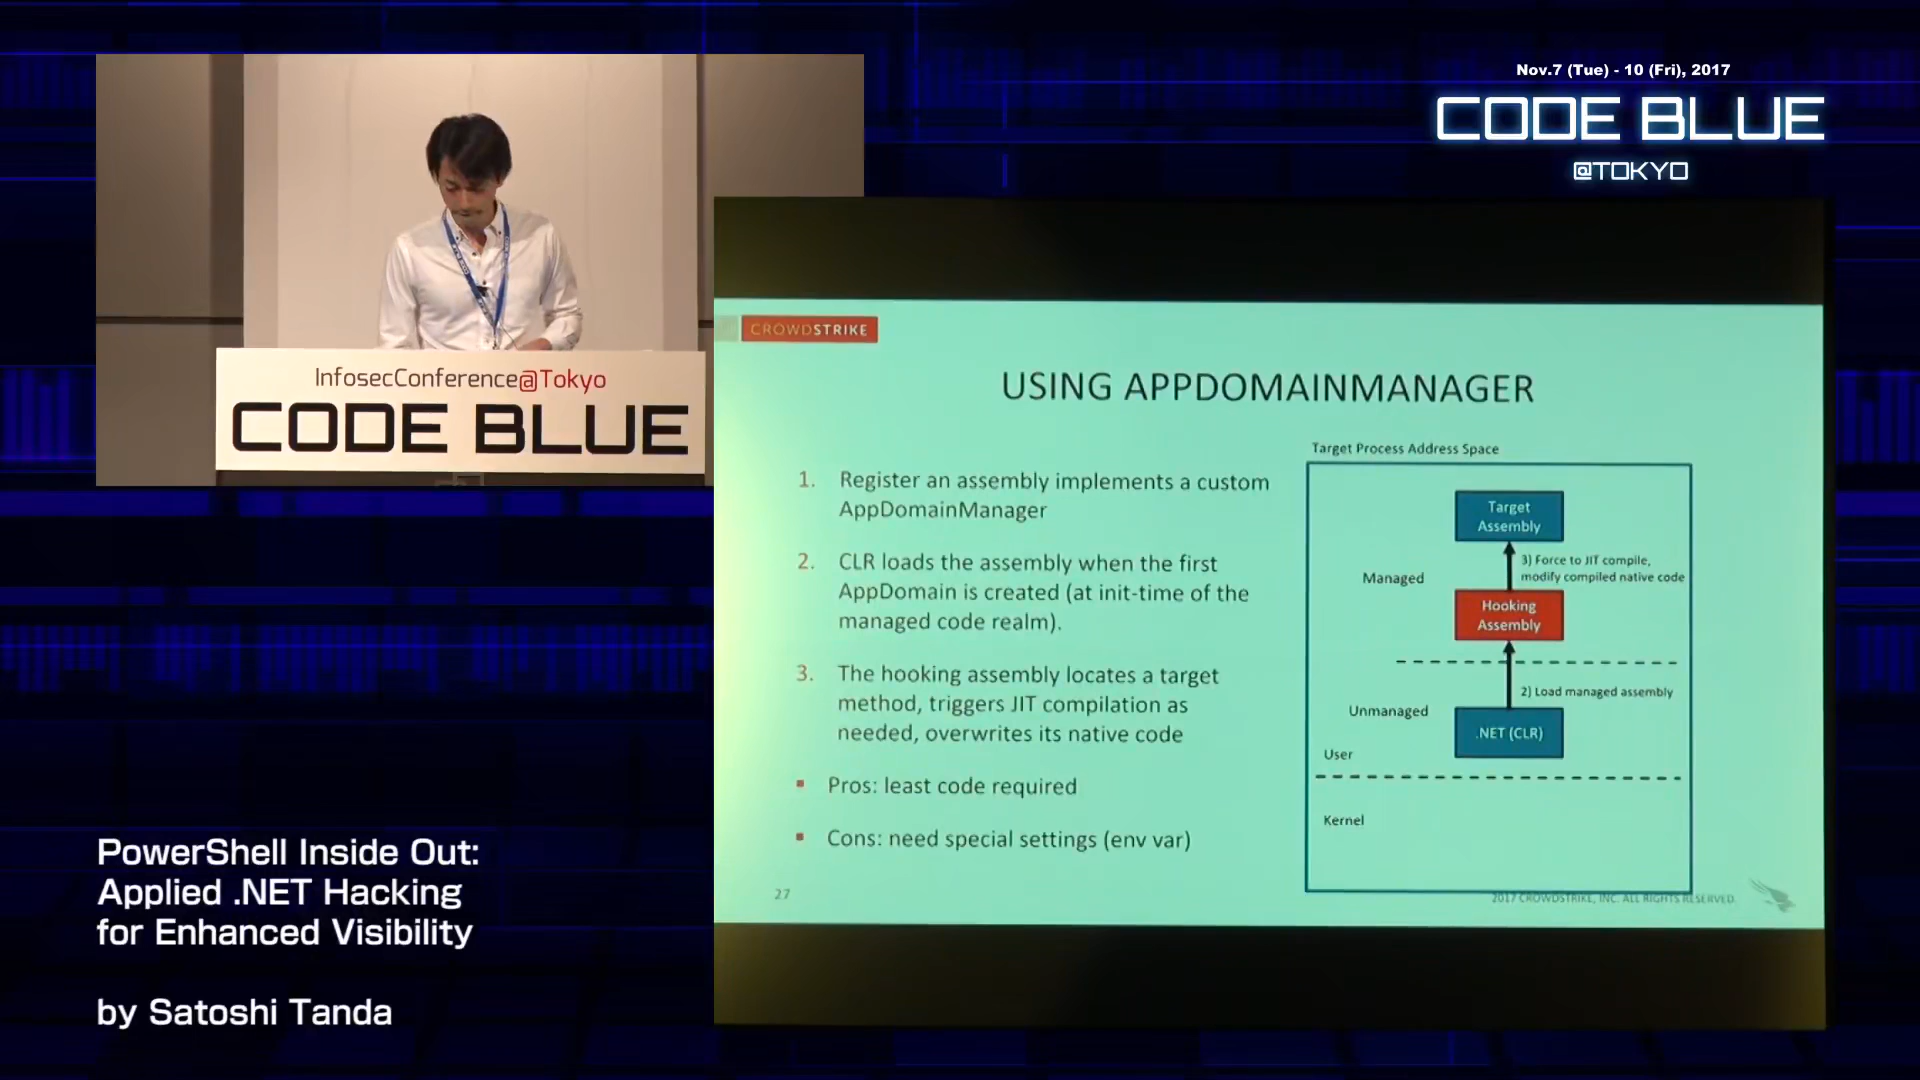 Nov.7 (Tue) - 10 (Fri), 2017
CODE BLUE
@TOKYO
InfosecConference@Tokyo
CODE BLUE
CROWDSTRIKE
USING APPDOMAINMANAGER
1. Register an assembly implements a custom
AppDomainManager
2. CLR loads the assembly when the first
AppDomain is created (at init-time of the
managed code realm).
3. The hooking assembly locates a target
method, triggers JIT compilation as
needed, overwrites its native code
▪ Pros: least code required
▪ Cons: need special settings (env var)
Target Process Address Space
Target
Assembly
3) Force to JIT compile,
modify compiled native code
Managed
Hooking
Assembly
2) Load managed assembly
Unmanaged
.NET (CLR)
User
Kernel
27
2017 CROWDSTRIKE, INC. ALL RIGHTS RESERVED.
PowerShell Inside Out:
Applied .NET Hacking
for Enhanced Visibility
by Satoshi Tanda